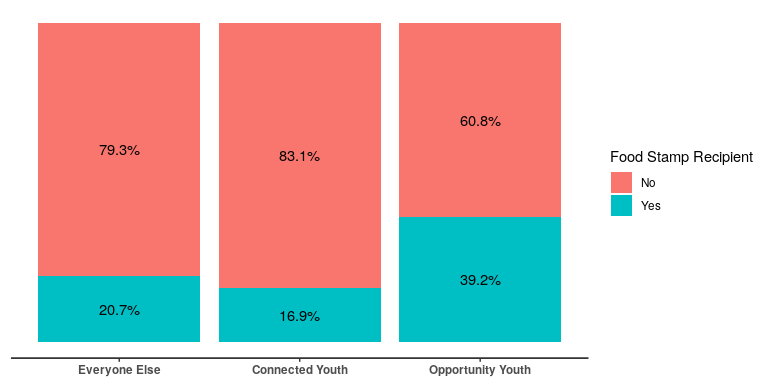 79.3%
83.1%
60.8%
20.7%
16.9%
39.2%
Everyone Else
Connected Youth
Opportunity Youth
Food Stamp Recipient
No
Yes